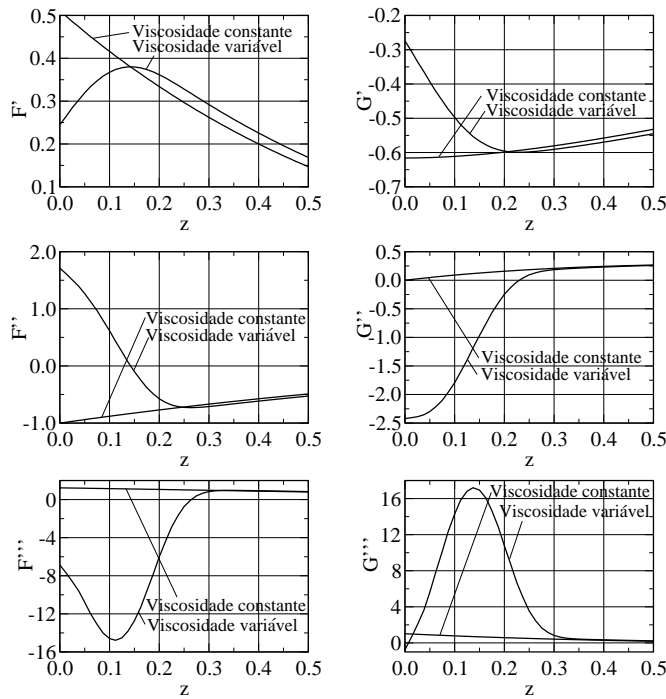 0.5
0.4
0.3
0.2
0.1
F'
Viscosidade constante
Viscosidade variável
0.0 0.1 0.2 0.3 0.4 0.5
z
-0.2
-0.3
-0.4
-0.5
-0.6
-0.7
G'
Viscosidade constante
Viscosidade variável
0.0 0.1 0.2 0.3 0.4 0.5
z
2.0
1.0
0.0
-1.0
F''
Viscosidade constante
Viscosidade variável
0.0 0.1 0.2 0.3 0.4 0.5
z
0.5
0.0
-0.5
-1.0
-1.5
-2.0
-2.5
G''
Viscosidade constante
Viscosidade variável
0.0 0.1 0.2 0.3 0.4 0.5
z
0
-4
-8
-12
-16
F'''
Viscosidade constante
Viscosidade variável
0.0 0.1 0.2 0.3 0.4 0.5
z
16
12
8
4
0
G'''
Viscosidade constante
Viscosidade variável
0.0 0.1 0.2 0.3 0.4 0.5
z